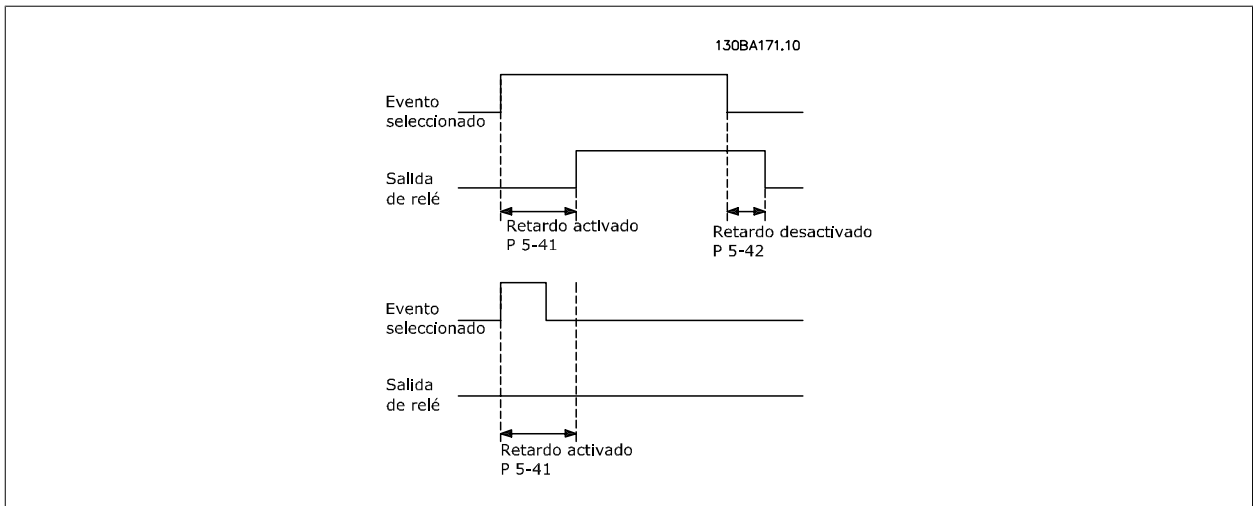 130BA171.10
Evento
seleccionado
Salida
de relé
Retardo activado
P 5-41
Retardo desactivado
P 5-42
Evento
seleccionado
Salida
de relé
Retardo activado
P 5-41